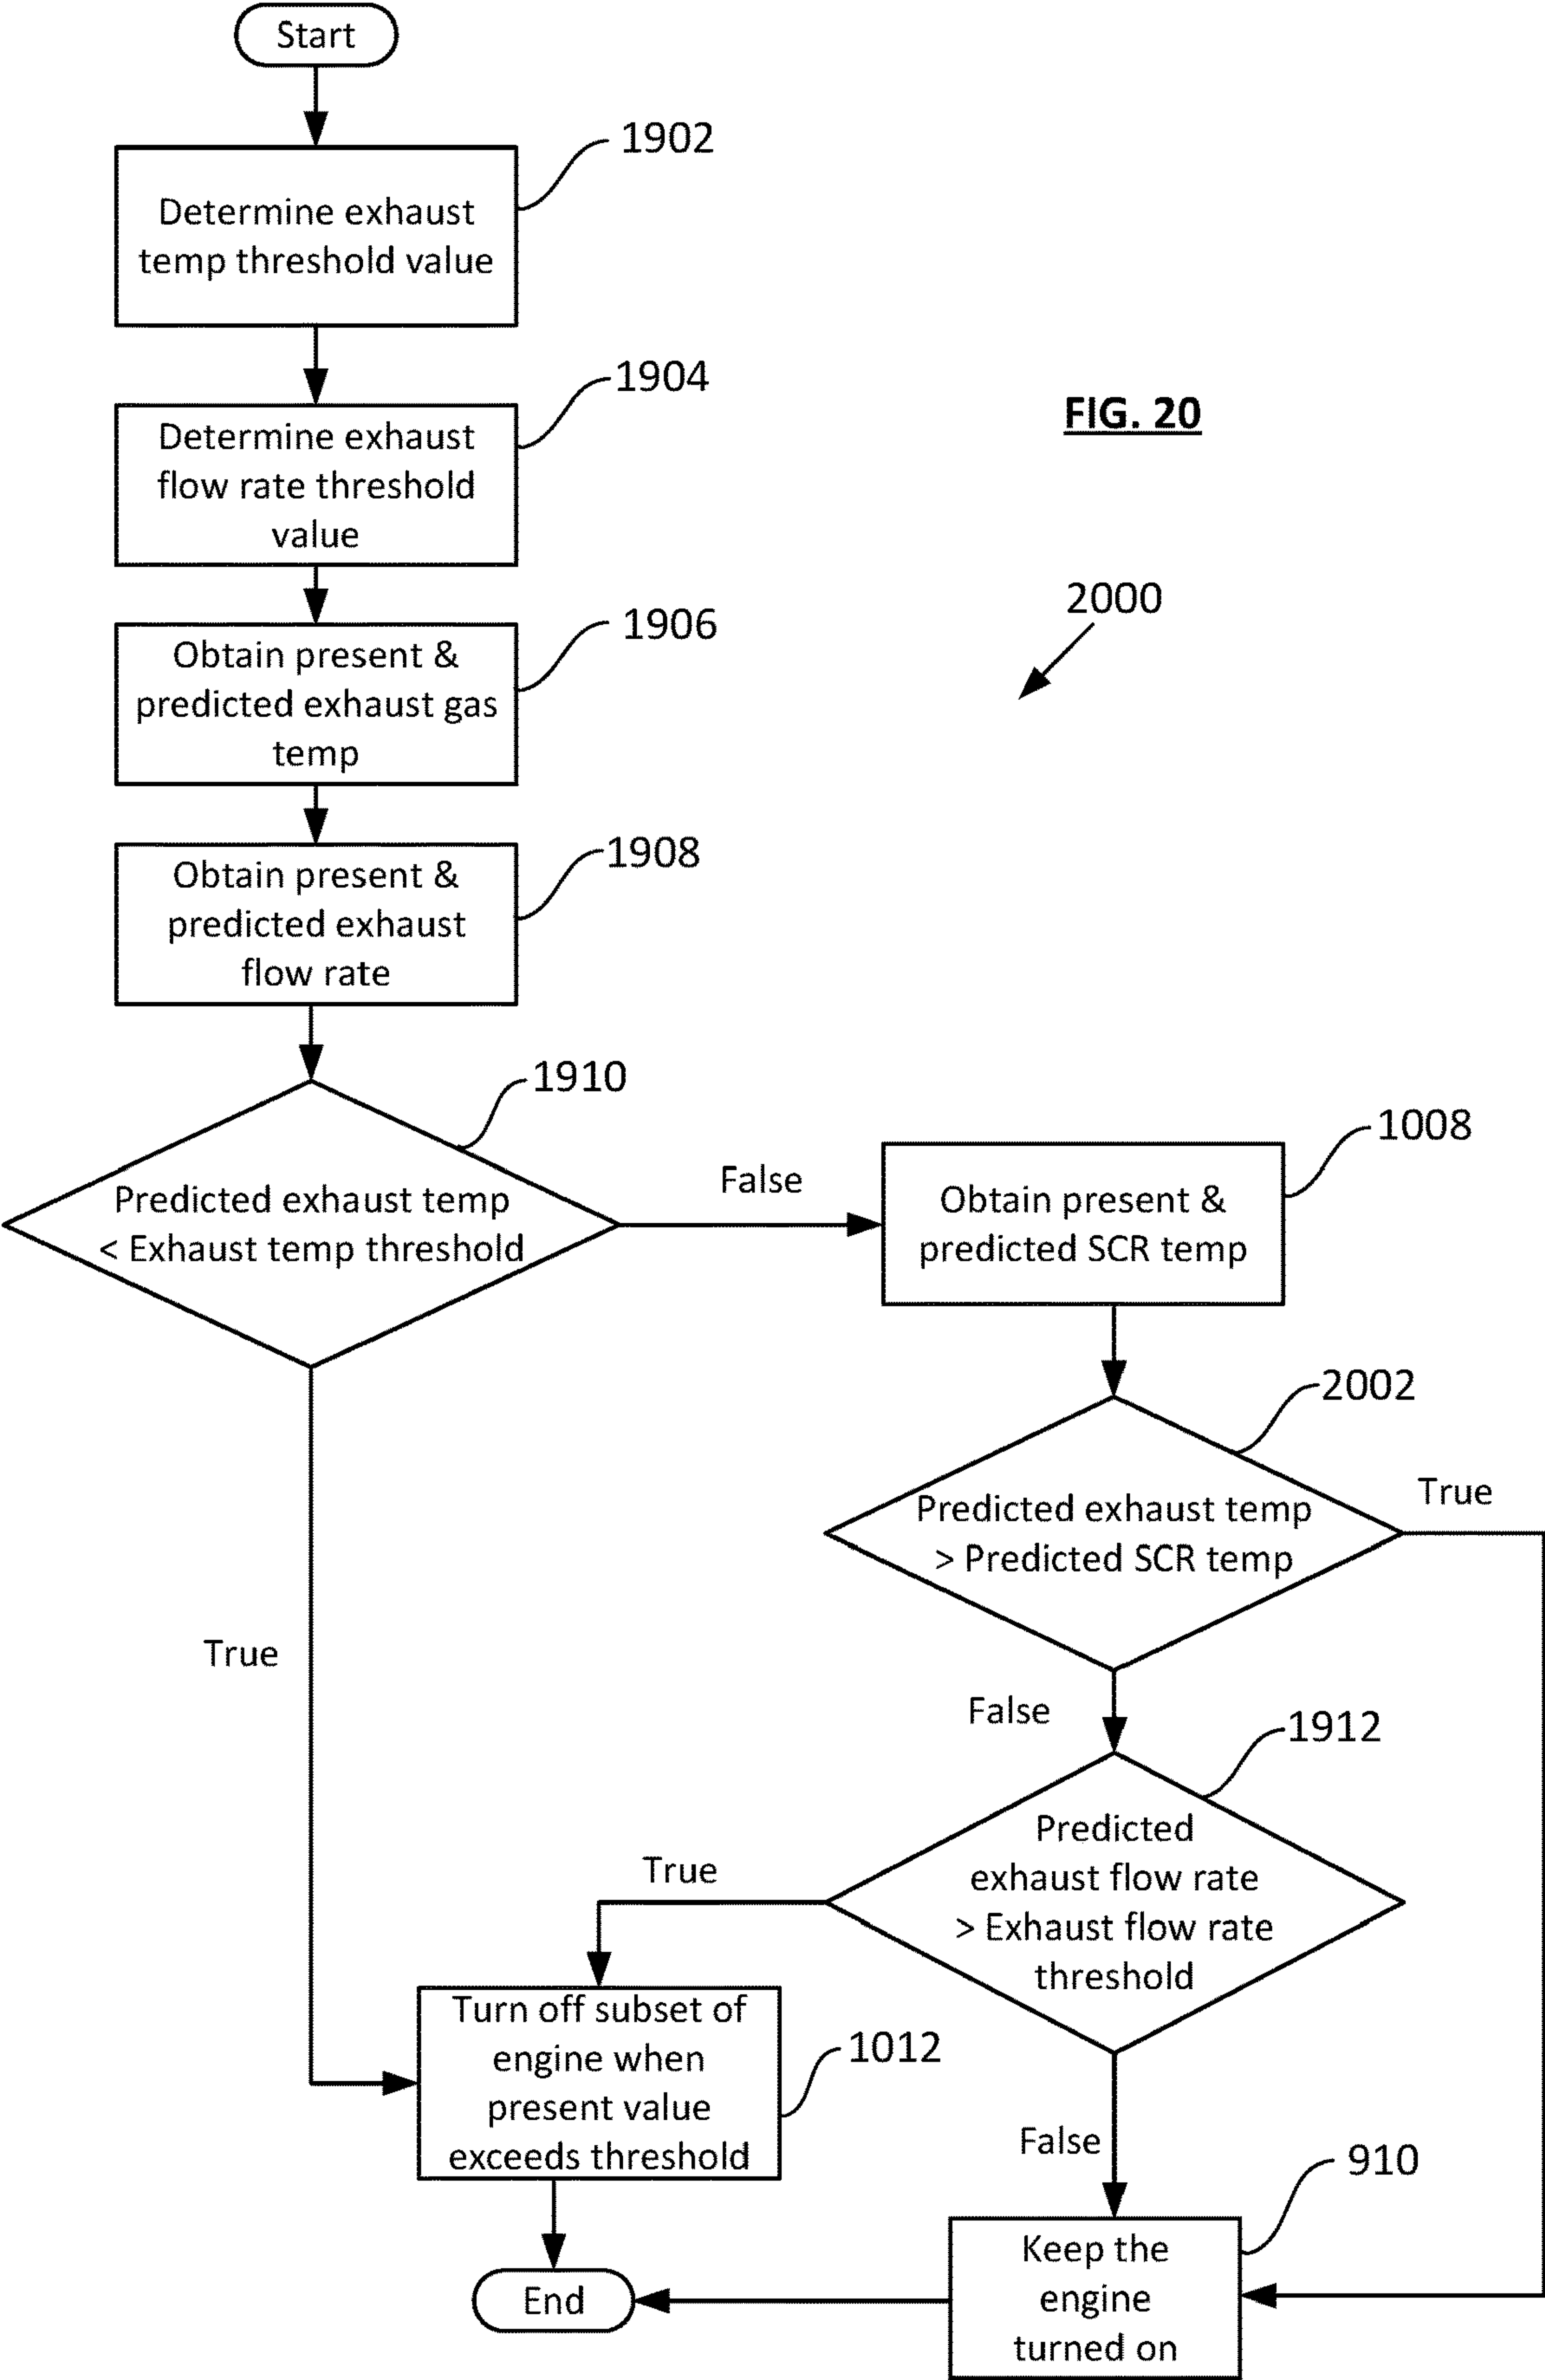 Start
1902
Determine exhaust
temp threshold value
1904
Determine exhaust
flow rate threshold
value
FIG. 20
2000
1906
Obtain present &
predicted exhaust gas
temp
1908
Obtain present &
predicted exhaust
flow rate
1910
Predicted exhaust temp
< Exhaust temp threshold
False
1008
Obtain present &
predicted SCR temp
2002
Predicted exhaust temp
> Predicted SCR temp
True
True
False
1912
Predicted
exhaust flow rate
> Exhaust flow rate
threshold
True
Turn off subset of
engine when
present value
exceeds threshold
1012
False
910
Keep the
engine
turned on
End